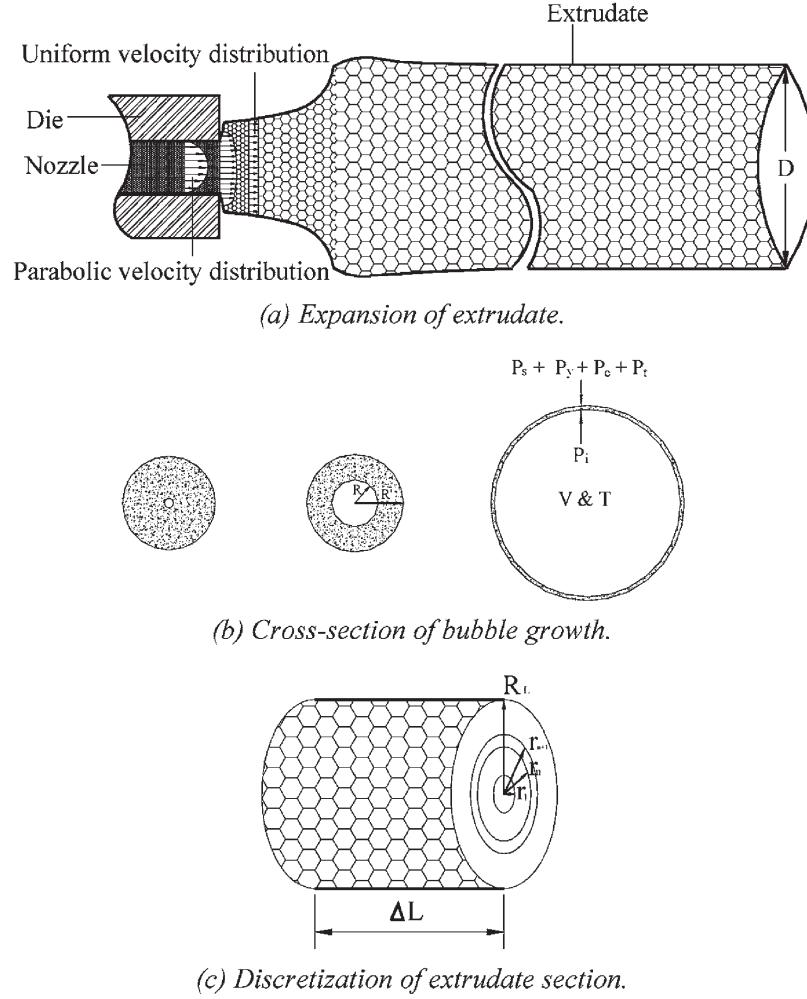 Extrudate
Uniform velocity distribution
Die
Nozzle
D
Parabolic velocity distribution
(a) Expansion of extrudate.
Ps + Py + Pc + Pt
Pi
R
R'
V & T
(b) Cross-section of bubble growth.
RL
rn+1
rn
r1
ΔL
(c) Discretization of extrudate section.